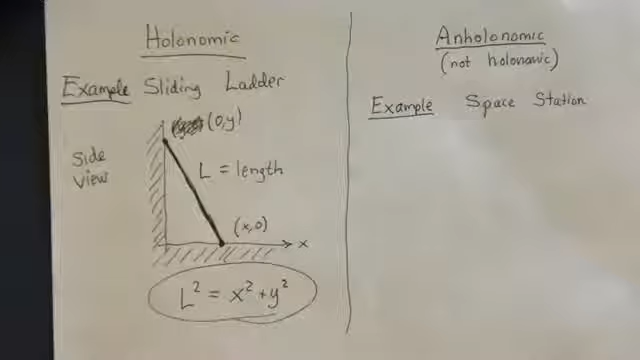 Holonomic
Example Sliding Ladder
(0,y)
Side
view
L = length
(x,0)
x
L² = x² + y²
Anholonomic
(not holonomic)
Example Space Station